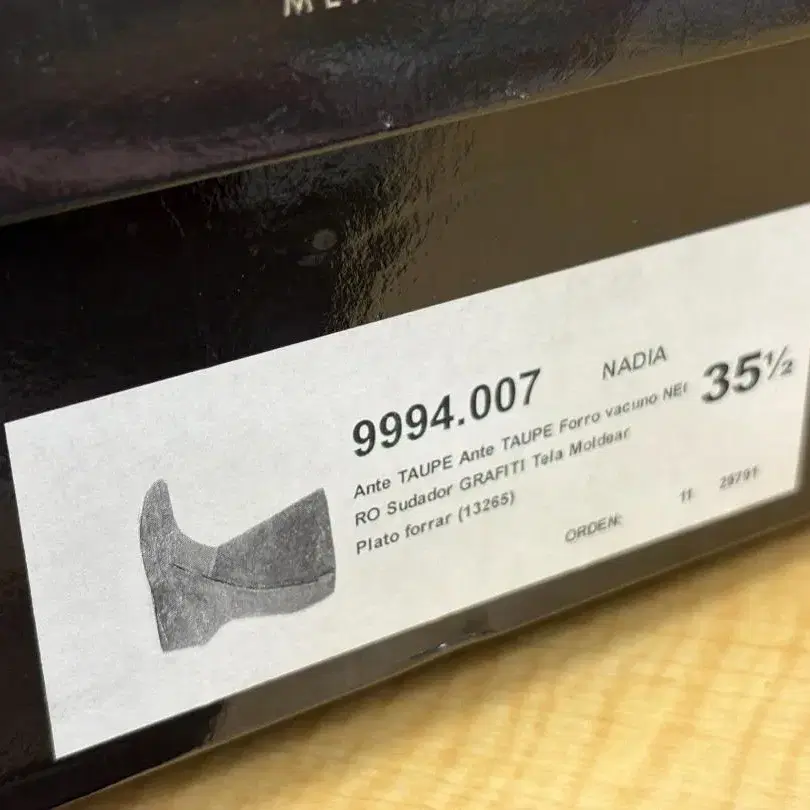 9994.007 NADIA 35½
Ante TAUPE Ante TAUPE Forro vacuno NEG
RO Sudador GRAFITI Tela Moldear
Plato forrar (13265)
ORDEN: 11 29791